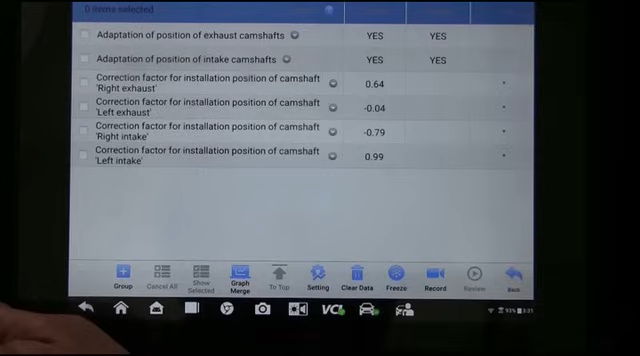 0 items selected
Adaptation of position of exhaust camshafts YES YES
Adaptation of position of intake camshafts YES YES
Correction factor for installation position of camshaft
'Right exhaust' 0.64 °
Correction factor for installation position of camshaft
'Left exhaust' -0.04 °
Correction factor for installation position of camshaft
'Right intake' -0.79 °
Correction factor for installation position of camshaft
'Left intake' 0.99 °
Group Cancel All Show Selected Graph Merge To Top Setting Clear Data Freeze Record Review Back
VCI 93% 3:31